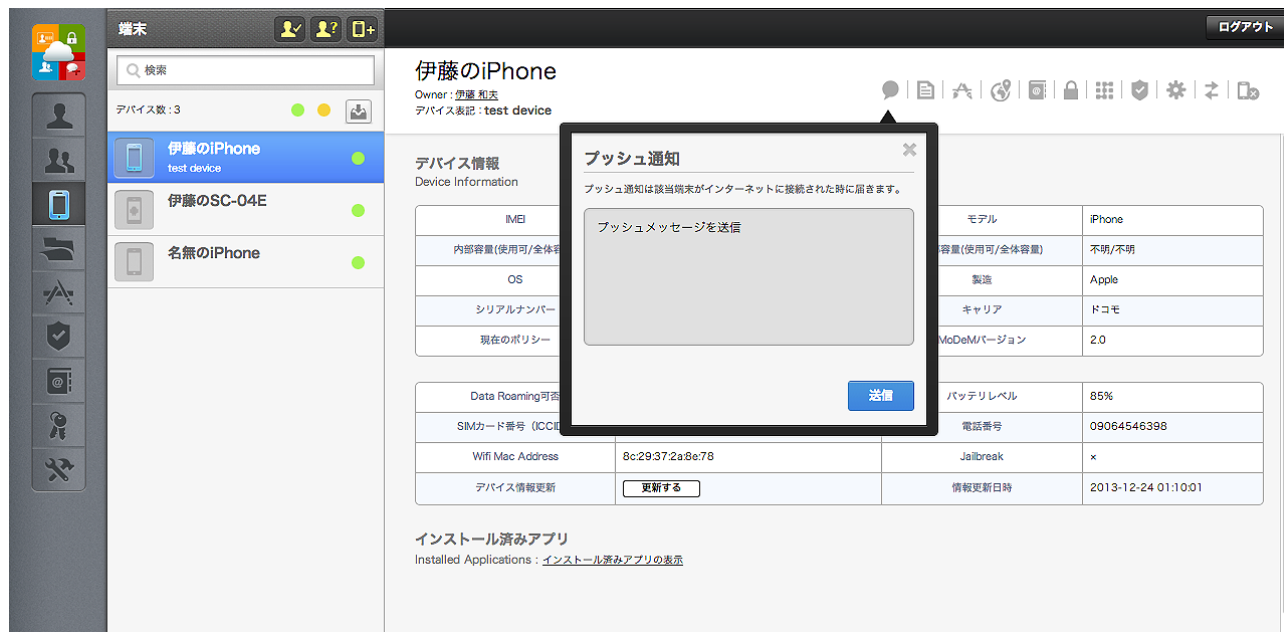 端末
ログアウト
検索
デバイス数 : 3
伊藤のiPhone
test device
伊藤のSC-04E
名無のiPhone
伊藤のiPhone
Owner : 伊藤 和夫
デバイス表記 : test device
デバイス情報
Device Information
プッシュ通知
プッシュ通知は該当端末がインターネットに接続された時に届きます。
プッシュメッセージを送信
送信
IMEI
モデル
iPhone
内部容量(使用可/全体容
容量(使用可/全体容量)
不明/不明
OS
製造
Apple
シリアルナンバー
キャリア
ドコモ
現在のポリシー
MoDeMバージョン
2.0
Data Roaming可否
バッテリレベル
85%
SIMカード番号（ICCID
電話番号
09064546398
Wifi Mac Address
8c:29:37:2a:8e:78
Jailbreak
×
デバイス情報更新
更新する
情報更新日時
2013-12-24 01:10:01
インストール済みアプリ
Installed Applications : インストール済みアプリの表示